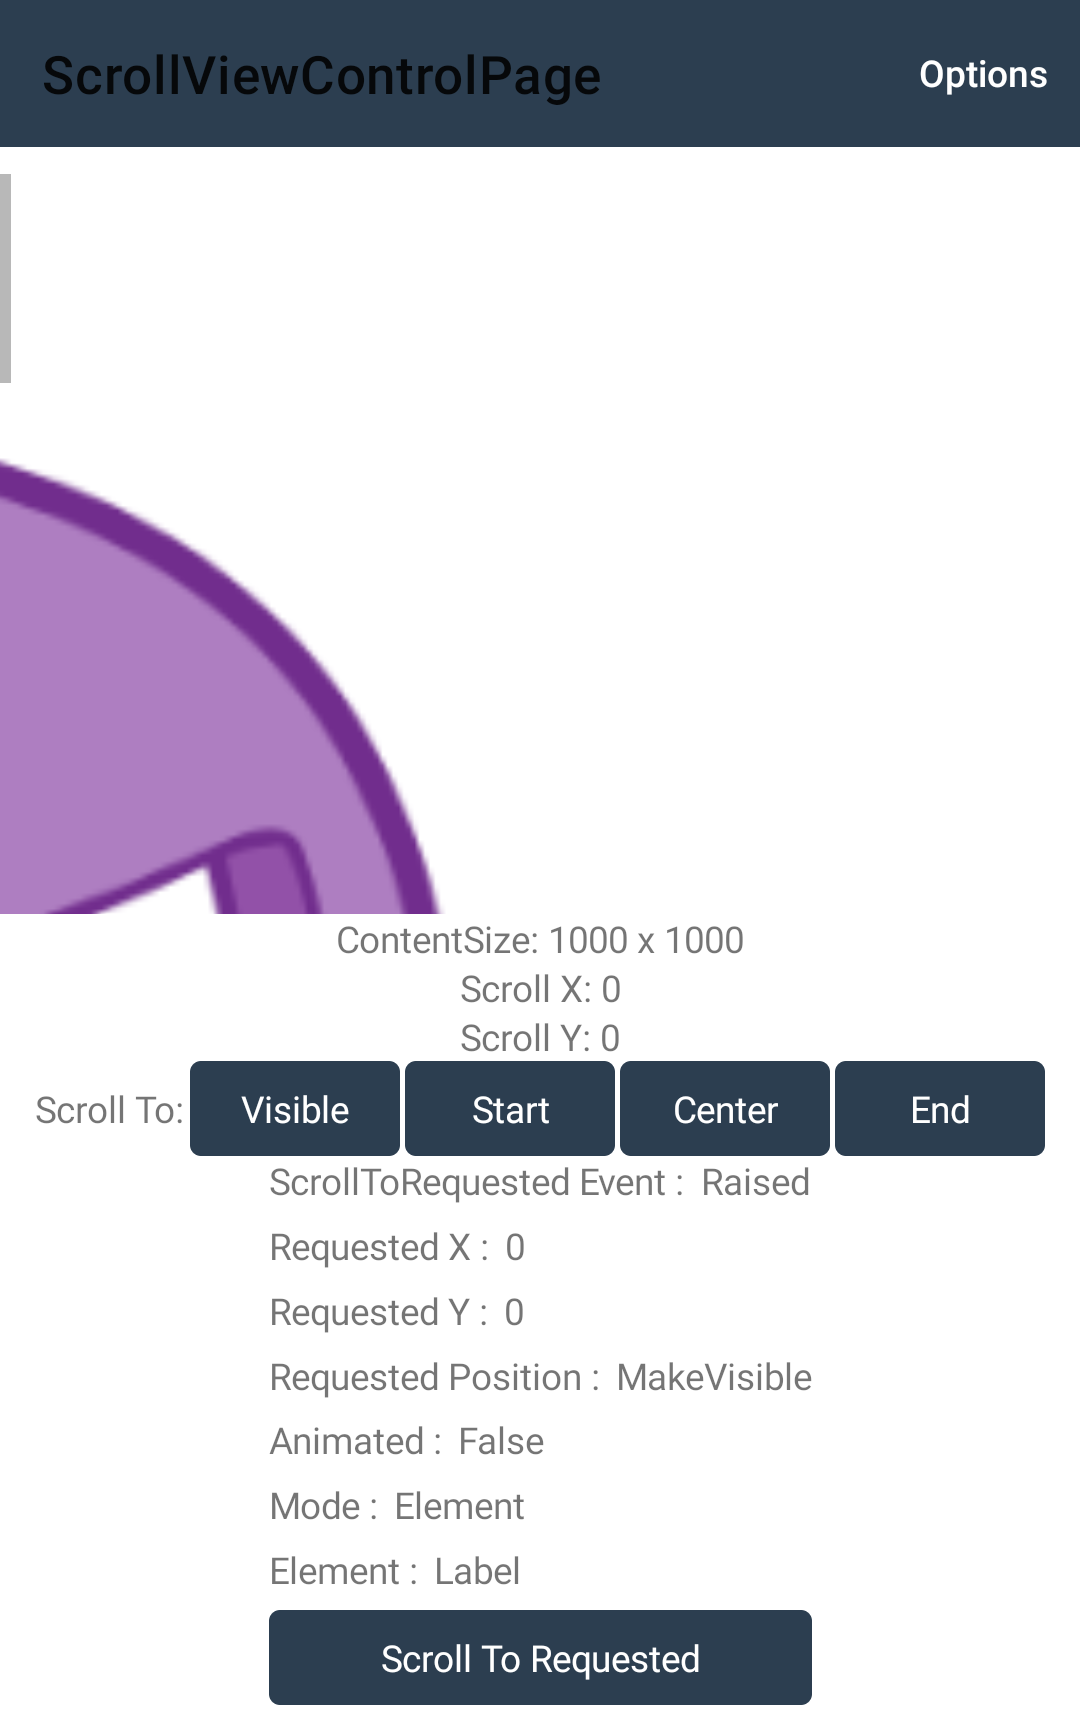 ScrollViewControlPage
Options
ContentSize: 1000 x 1000
Scroll X: 0
Scroll Y: 0
Scroll To: Visible Start Center End
ScrollToRequested Event : Raised
Requested X : 0
Requested Y : 0
Requested Position : MakeVisible
Animated : False
Mode : Element
Element : Label
Scroll To Requested